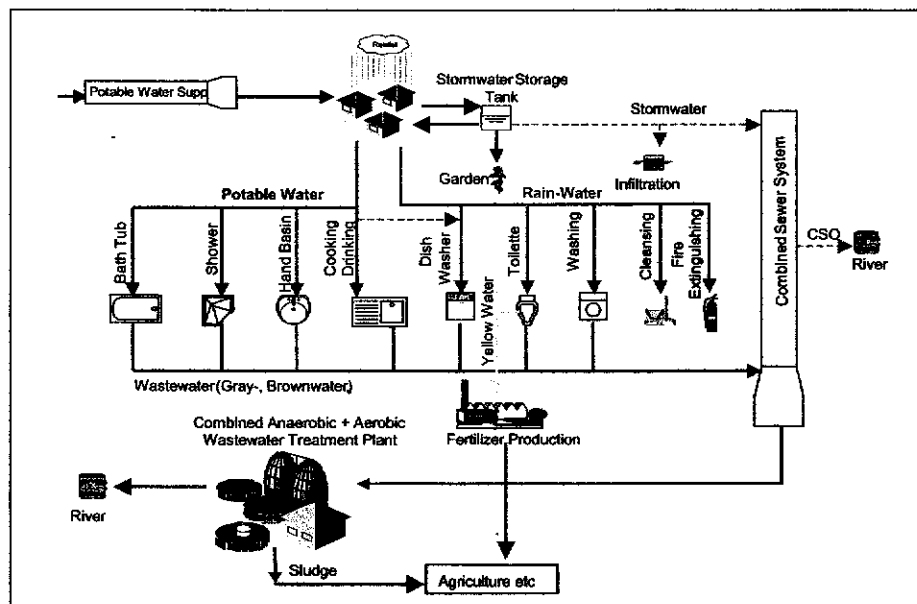 Rainfall
Stormwater Storage
Tank
Potable Water Supp
Stormwater
Garden
Infiltration
Potable Water
Rain-Water
Combined Sewer System
CSO
River
Bath Tub
Shower
Hand Basin
Cooking
Drinking
Dish
Washer
Toilette
Washing
Cleansing
Fire
Extinguishing
Yellow Water
Wastewater(Gray-, Brownwater,)
Combined Anaerobic + Aerobic
Wastewater Treatment Plant
Fertilizer Production
River
Sludge
Agriculture etc